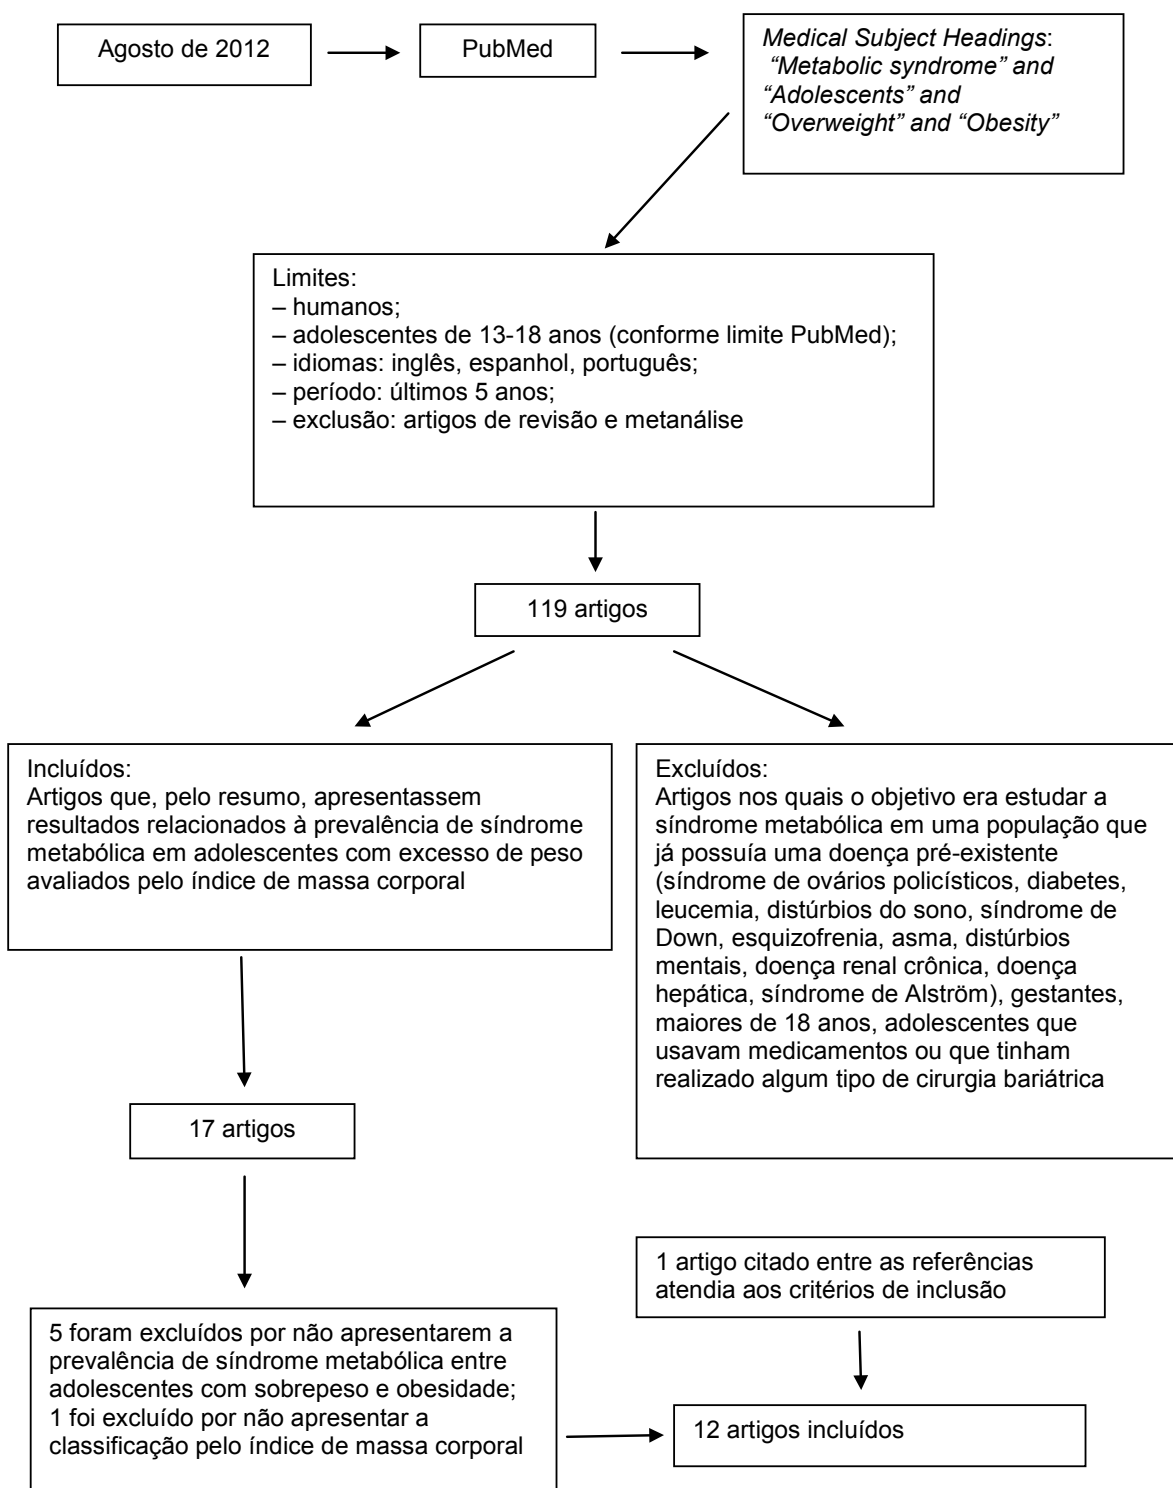 Agosto de 2012
PubMed
Medical Subject Headings:
“Metabolic syndrome” and
“Adolescents” and
“Overweight” and “Obesity”
Limites:
– humanos;
– adolescentes de 13-18 anos (conforme limite PubMed);
– idiomas: inglês, espanhol, português;
– período: últimos 5 anos;
– exclusão: artigos de revisão e metanálise
119 artigos
Incluídos:
Artigos que, pelo resumo, apresentassem
resultados relacionados à prevalência de síndrome
metabólica em adolescentes com excesso de peso
avaliados pelo índice de massa corporal
Excluídos:
Artigos nos quais o objetivo era estudar a
síndrome metabólica em uma população que
já possuía uma doença pré-existente
(síndrome de ovários policísticos, diabetes,
leucemia, distúrbios do sono, síndrome de
Down, esquizofrenia, asma, distúrbios
mentais, doença renal crônica, doença
hepática, síndrome de Alström), gestantes,
maiores de 18 anos, adolescentes que
usavam medicamentos ou que tinham
realizado algum tipo de cirurgia bariátrica
17 artigos
1 artigo citado entre as referências
atendia aos critérios de inclusão
5 foram excluídos por não apresentarem a
prevalência de síndrome metabólica entre
adolescentes com sobrepeso e obesidade;
1 foi excluído por não apresentar a
classificação pelo índice de massa corporal
12 artigos incluídos